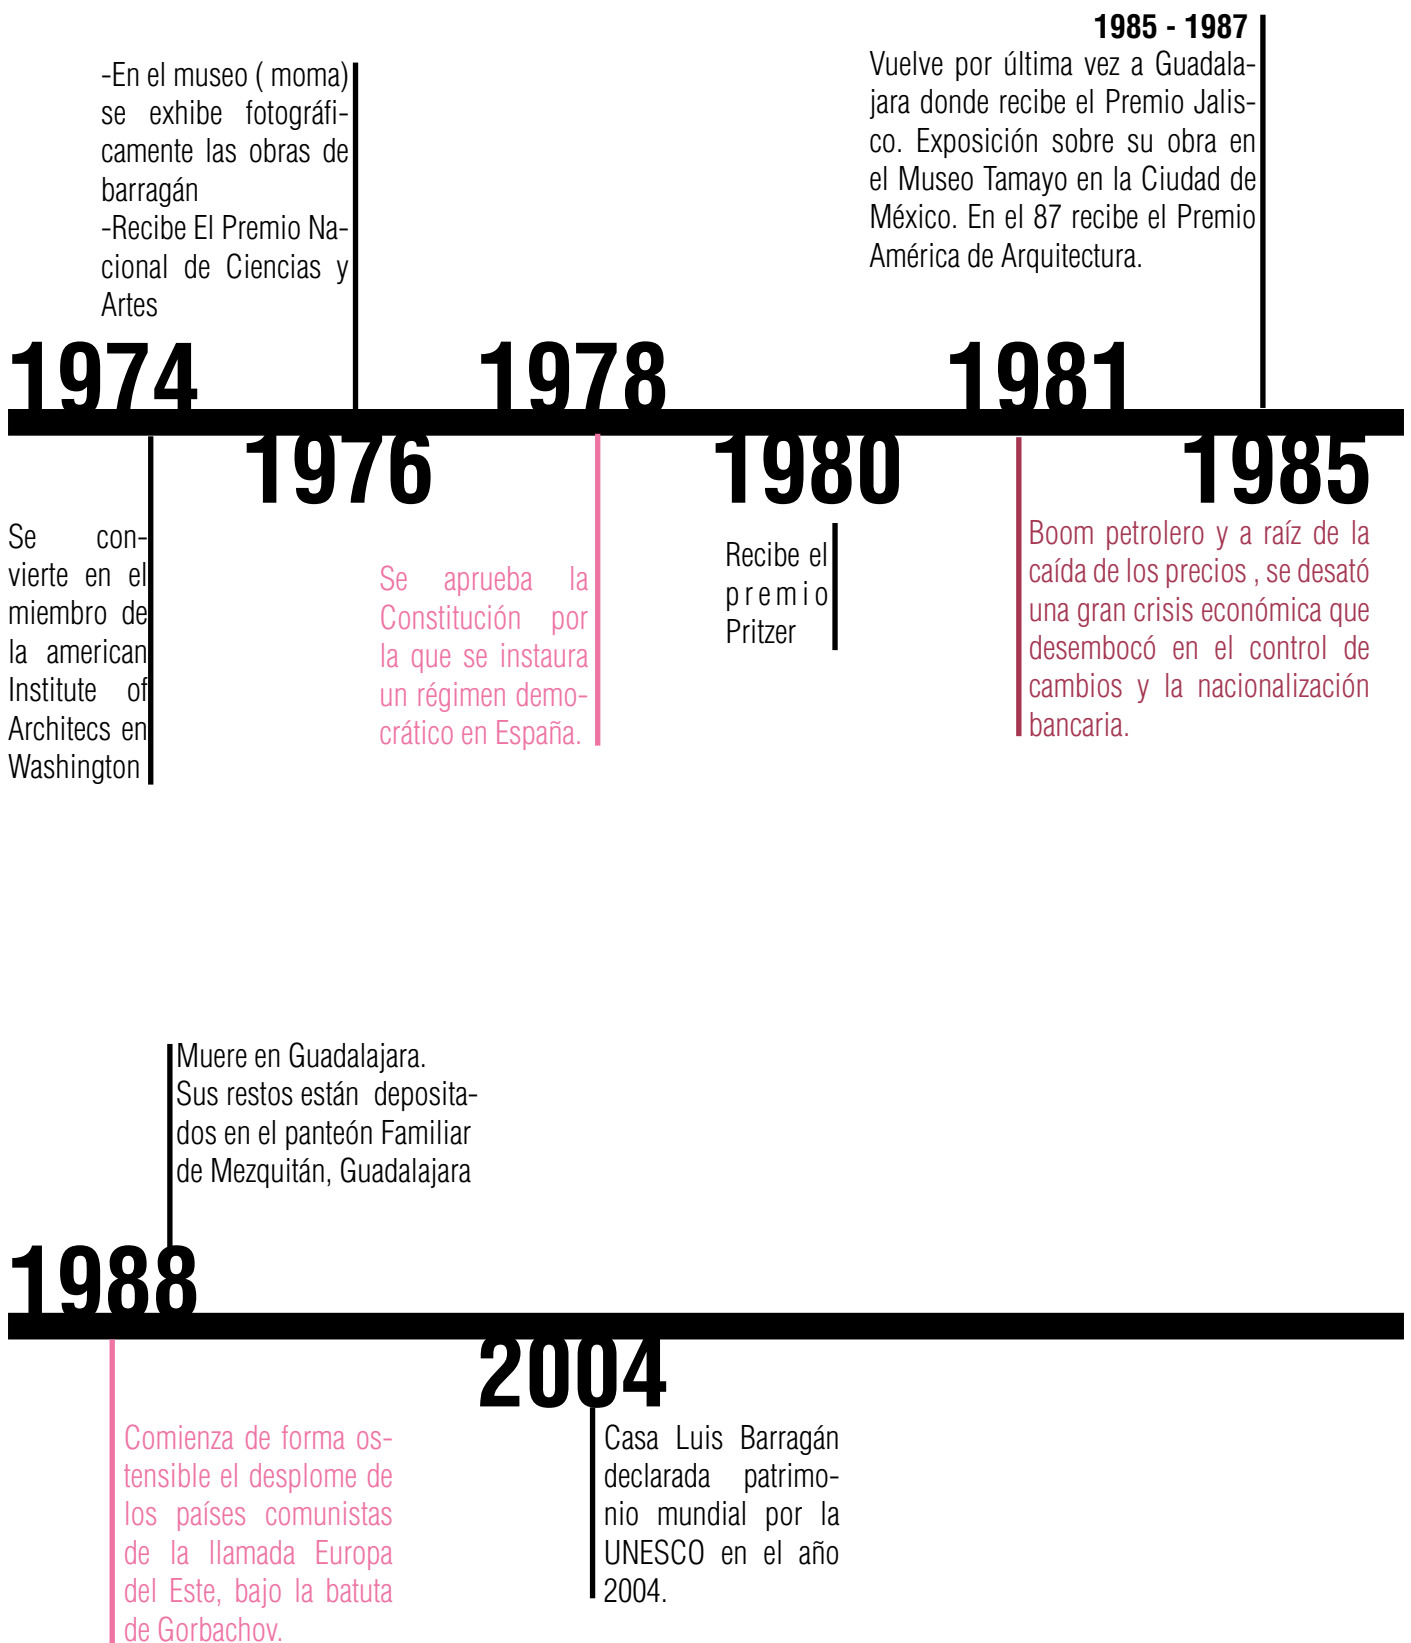 1985 - 1987
Vuelve por última vez a Guadala-
jara donde recibe el Premio Jalis-
co. Exposición sobre su obra en
el Museo Tamayo en la Ciudad de
México. En el 87 recibe el Premio
América de Arquitectura.
-En el museo ( moma)
se exhibe fotográfi-
camente las obras de
barragán
-Recibe El Premio Na-
cional de Ciencias y
Artes
1974
1978
1981
1976
1980
1985
Se con-
vierte en el
miembro de
la american
Institute of
Architecs en
Washington
Se aprueba la
Constitución por
la que se instaura
un régimen demo-
crático en España.
Recibe el
premio
Pritzer
Boom petrolero y a raíz de la
caída de los precios , se desató
una gran crisis económica que
desembocó en el control de
cambios y la nacionalización
bancaria.
Muere en Guadalajara.
Sus restos están deposita-
dos en el panteón Familiar
de Mezquitán, Guadalajara
1988
2004
Comienza de forma os-
tensible el desplome de
los países comunistas
de la llamada Europa
del Este, bajo la batuta
de Gorbachov.
Casa Luis Barragán
declarada patrimo-
nio mundial por la
UNESCO en el año
2004.